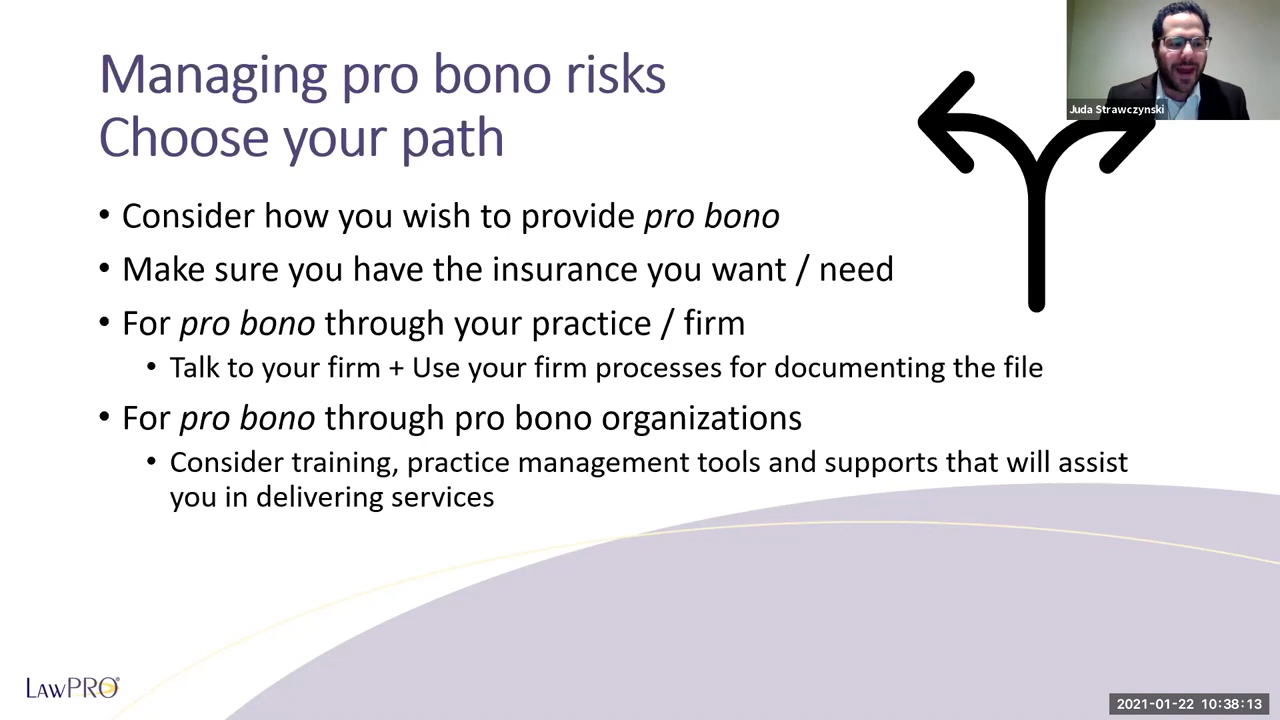 Managing pro bono risks
Choose your path
Juda Strawczynski
• Consider how you wish to provide pro bono
• Make sure you have the insurance you want / need
• For pro bono through your practice / firm
• Talk to your firm + Use your firm processes for documenting the file
• For pro bono through pro bono organizations
• Consider training, practice management tools and supports that will assist
you in delivering services
LAWPRO®
2021-01-22 10:38:13